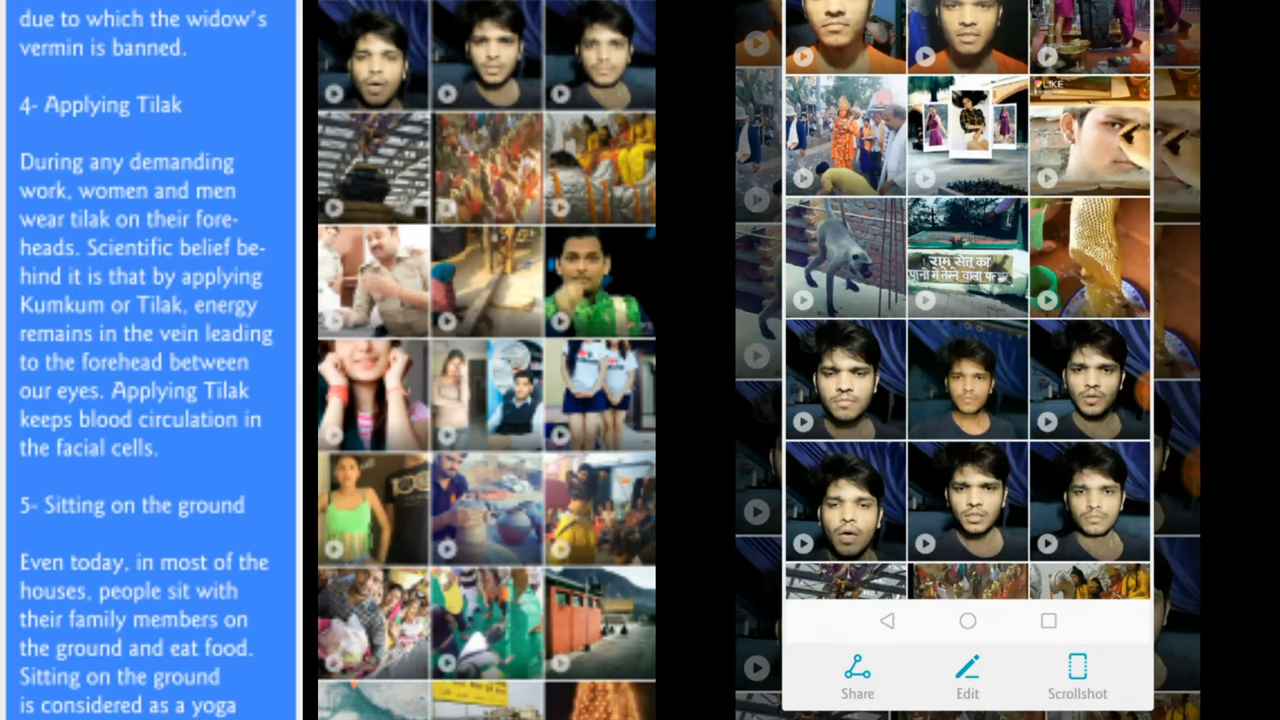 due to which the widow's
vermin is banned.
4- Applying Tilak
During any demanding
work, women and men
wear tilak on their fore-
heads. Scientific belief be-
hind it is that by applying
Kumkum or Tilak, energy
remains in the vein leading
to the forehead between
our eyes. Applying Tilak
keeps blood circulation in
the facial cells.
5- Sitting on the ground
Even today, in most of the
houses, people sit with
their family members on
the ground and eat food.
Sitting on the ground
is considered as a yoga
LIKE
राम सेतु का
पानी में तैरने वाला पत्थर
Share
Edit
Scrollshot